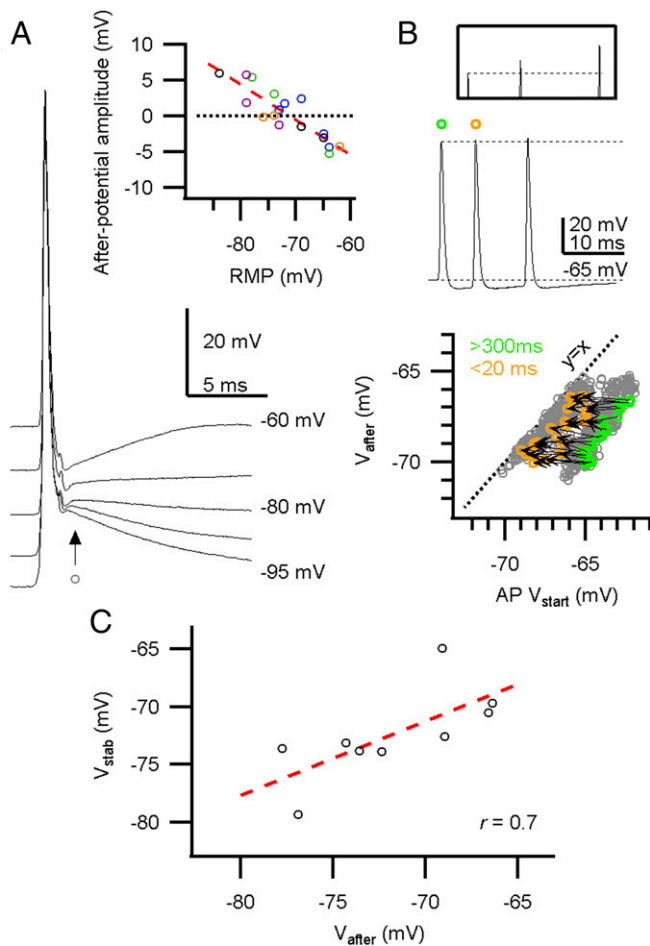 A
After-potential amplitude (mV)
10
5
0
-5
-10
-80
-70
-60
RMP (mV)
20 mV
5 ms
-60 mV
-80 mV
-95 mV
B
20 mV
10 ms
-65 mV
>300ms
<20 ms
y=x
Vafter (mV)
-65
-70
-70
-65
AP Vstart (mV)
C
Vstab (mV)
-65
-70
-75
-80
r = 0.7
-80
-75
-70
-65
Vafter (mV)